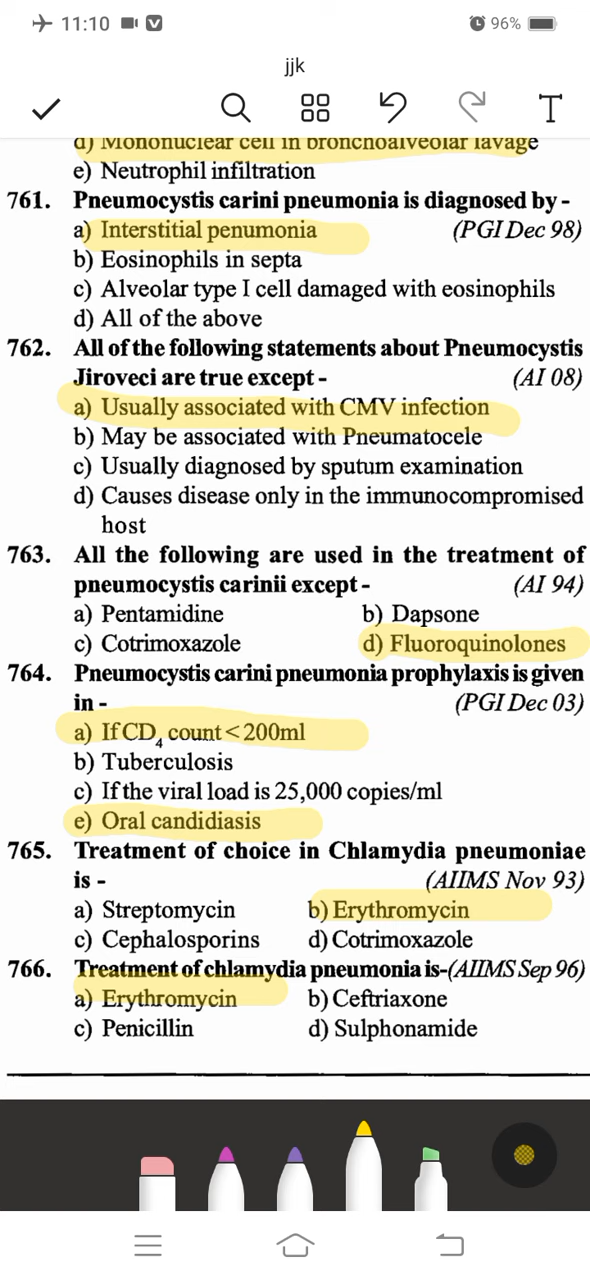 11:10
96%
jjk
T
d) Mononuclear cell in bronchoalveolar lavage
e) Neutrophil infiltration
761. Pneumocystis carini pneumonia is diagnosed by -
a) Interstitial penumonia (PGI Dec 98)
b) Eosinophils in septa
c) Alveolar type I cell damaged with eosinophils
d) All of the above
762. All of the following statements about Pneumocystis
Jiroveci are true except - (AI 08)
a) Usually associated with CMV infection
b) May be associated with Pneumatocele
c) Usually diagnosed by sputum examination
d) Causes disease only in the immunocompromised
host
763. All the following are used in the treatment of
pneumocystis carinii except - (AI 94)
a) Pentamidine b) Dapsone
c) Cotrimoxazole d) Fluoroquinolones
764. Pneumocystis carini pneumonia prophylaxis is given
in - (PGI Dec 03)
a) If CD4 count < 200ml
b) Tuberculosis
c) If the viral load is 25,000 copies/ml
e) Oral candidiasis
765. Treatment of choice in Chlamydia pneumoniae
is - (AIIMS Nov 93)
a) Streptomycin b) Erythromycin
c) Cephalosporins d) Cotrimoxazole
766. Treatment of chlamydia pneumonia is-(AIIMS Sep 96)
a) Erythromycin b) Ceftriaxone
c) Penicillin d) Sulphonamide